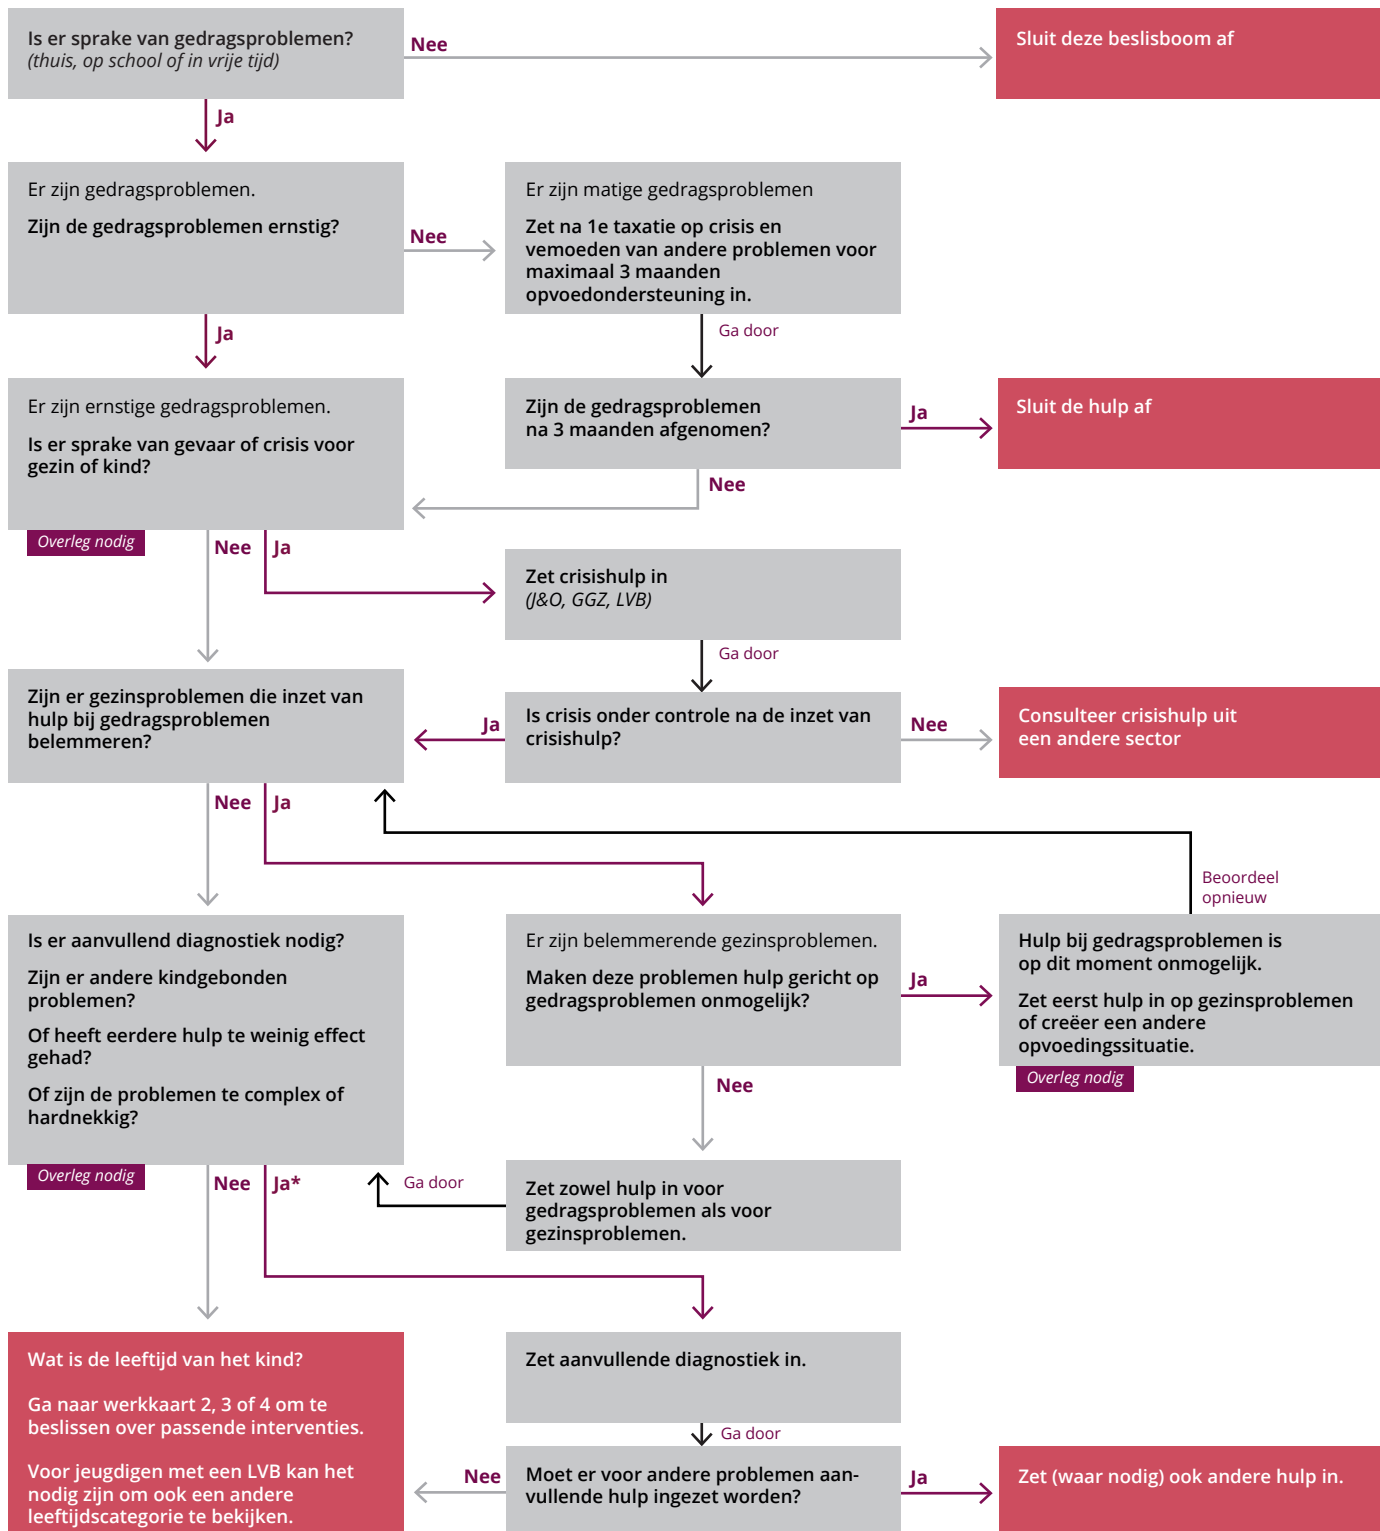 Is er sprake van gedragsproblemen?
(thuis, op school of in vrije tijd)
Nee
Sluit deze beslisboom af
Ja
Er zijn gedragsproblemen.
Zijn de gedragsproblemen ernstig?
Nee
Er zijn matige gedragsproblemen
Zet na 1e taxatie op crisis en
vemoeden van andere problemen voor
maximaal 3 maanden
opvoedondersteuning in.
Ja
Ga door
Er zijn ernstige gedragsproblemen.
Is er sprake van gevaar of crisis voor
gezin of kind?
Overleg nodig
Zijn de gedragsproblemen
na 3 maanden afgenomen?
Ja
Sluit de hulp af
Nee
Nee
Ja
Zet crisishulp in
(J&O, GGZ, LVB)
Ga door
Zijn er gezinsproblemen die inzet van
hulp bij gedragsproblemen
belemmeren?
Ja
Is crisis onder controle na de inzet van
crisishulp?
Nee
Consulteer crisishulp uit
een andere sector
Nee
Ja
Beoordeel
opnieuw
Is er aanvullend diagnostiek nodig?
Zijn er andere kindgebonden
problemen?
Of heeft eerdere hulp te weinig effect
gehad?
Of zijn de problemen te complex of
hardnekkig?
Overleg nodig
Er zijn belemmerende gezinsproblemen.
Maken deze problemen hulp gericht op
gedragsproblemen onmogelijk?
Ja
Hulp bij gedragsproblemen is
op dit moment onmogelijk.
Zet eerst hulp in op gezinsproblemen
of creëer een andere
opvoedingssituatie.
Overleg nodig
Nee
Nee
Ja*
Ga door
Zet zowel hulp in voor
gedragsproblemen als voor
gezinsproblemen.
Wat is de leeftijd van het kind?
Ga naar werkkaart 2, 3 of 4 om te
beslissen over passende interventies.
Voor jeugdigen met een LVB kan het
nodig zijn om ook een andere
leeftijdscategorie te bekijken.
Zet aanvullende diagnostiek in.
Ga door
Nee
Moet er voor andere problemen aan-
vullende hulp ingezet worden?
Ja
Zet (waar nodig) ook andere hulp in.